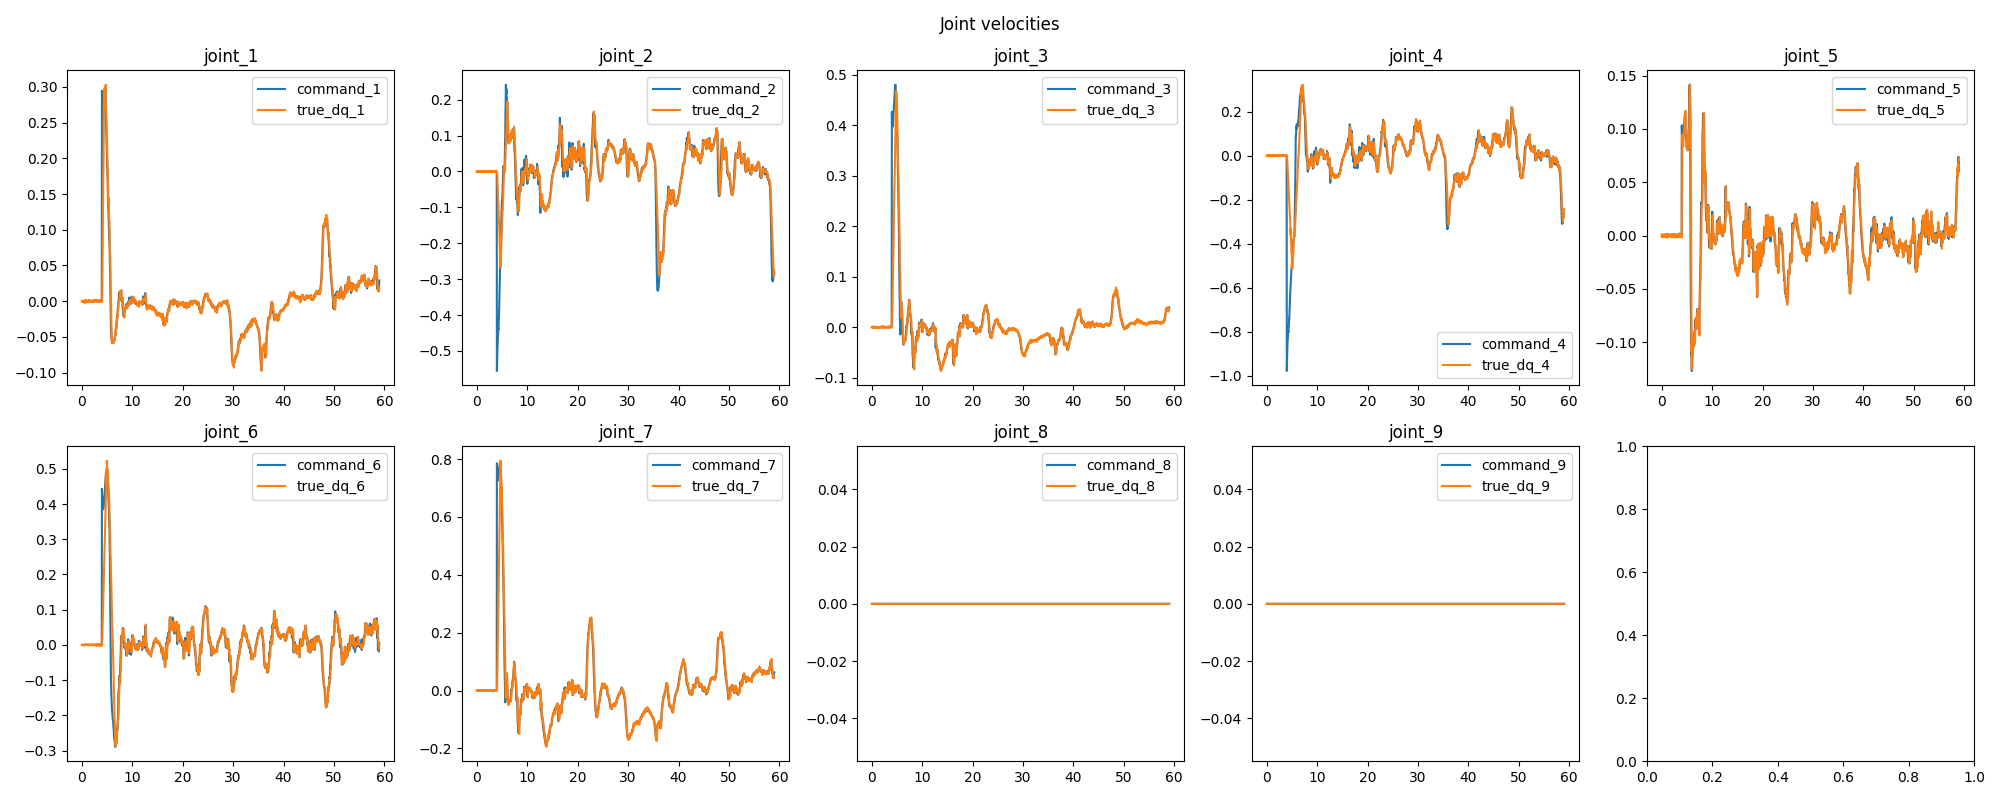 Joint velocities
joint_1
0.30
0.25
0.20
0.15
0.10
0.05
0.00
−0.05
−0.10
0 10 20 30 40 50 60
command_1
true_dq_1
joint_2
0.2
0.1
0.0
−0.1
−0.2
−0.3
−0.4
−0.5
0 10 20 30 40 50 60
command_2
true_dq_2
joint_3
0.5
0.4
0.3
0.2
0.1
0.0
−0.1
0 10 20 30 40 50 60
command_3
true_dq_3
joint_4
0.2
0.0
−0.2
−0.4
−0.6
−0.8
−1.0
0 10 20 30 40 50 60
command_4
true_dq_4
joint_5
0.15
0.10
0.05
0.00
−0.05
−0.10
0 10 20 30 40 50 60
command_5
true_dq_5
joint_6
0.5
0.4
0.3
0.2
0.1
0.0
−0.1
−0.2
−0.3
0 10 20 30 40 50 60
command_6
true_dq_6
joint_7
0.8
0.6
0.4
0.2
0.0
−0.2
0 10 20 30 40 50 60
command_7
true_dq_7
joint_8
0.04
0.02
0.00
−0.02
−0.04
0 10 20 30 40 50 60
command_8
true_dq_8
joint_9
0.04
0.02
0.00
−0.02
−0.04
0 10 20 30 40 50 60
command_9
true_dq_9
1.0
0.8
0.6
0.4
0.2
0.0
0.0 0.2 0.4 0.6 0.8 1.0